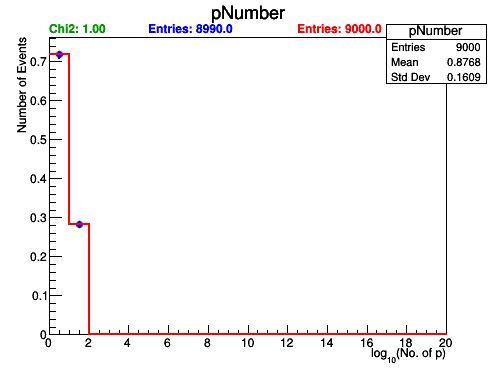 pNumber
Chi2: 1.00 Entries: 8990.0 Entries: 9000.0
pNumber
Entries 9000
Mean 0.8768
Std Dev 0.1609
Number of Events
0.7
0.6
0.5
0.4
0.3
0.2
0.1
0
0 2 4 6 8 10 12 14 16 18 20
log10(No. of p)